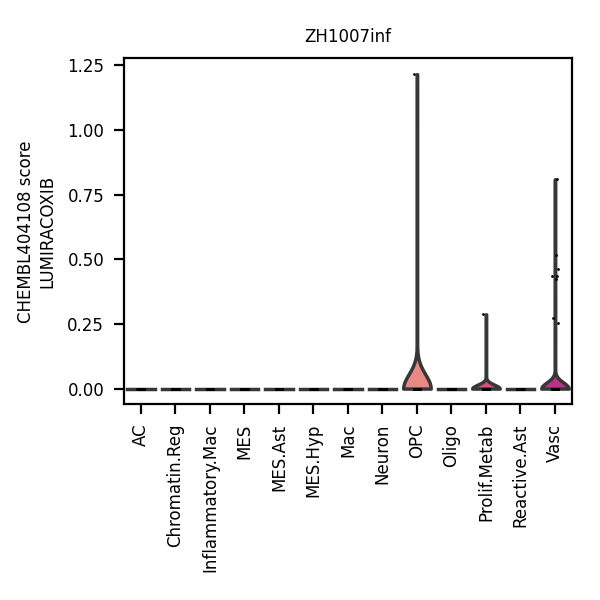 ZH1007inf
CHEMBL404108 score
LUMIRACOXIB
1.25
1.00
0.75
0.50
0.25
0.00
AC
Chromatin.Reg
Inflammatory.Mac
MES
MES.Ast
MES.Hyp
Mac
Neuron
OPC
Oligo
Prolif.Metab
Reactive.Ast
Vasc